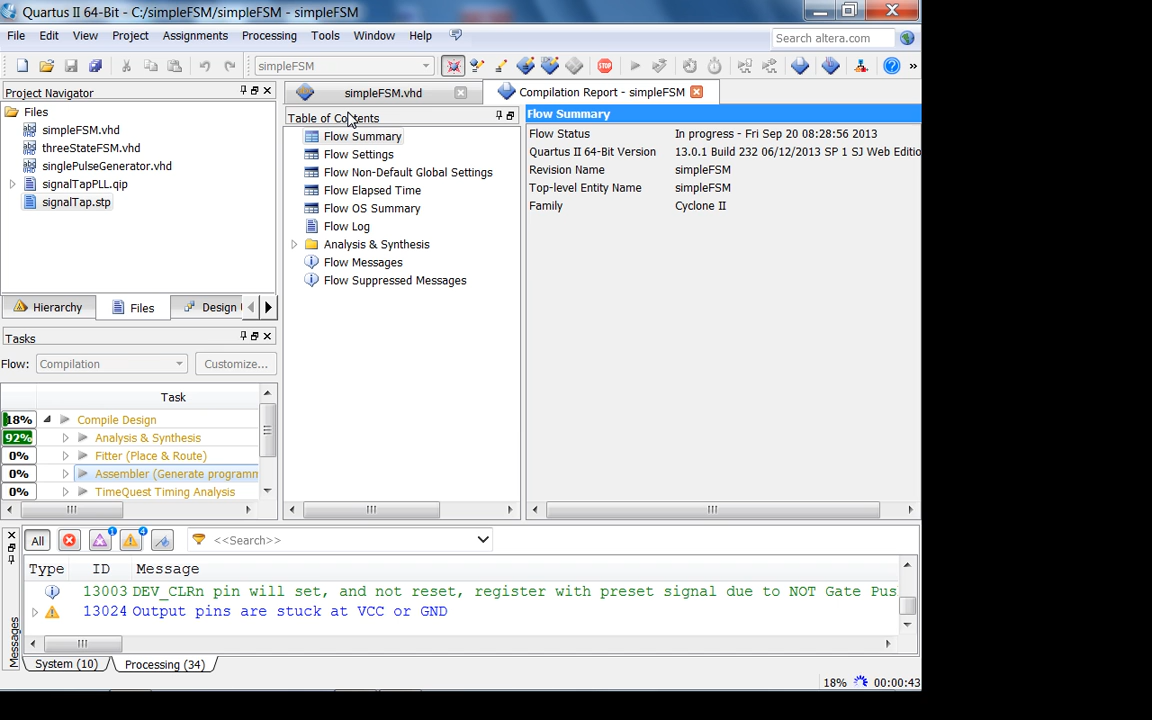 Quartus II 64-Bit - C:/simpleFSM/simpleFSM - simpleFSM
File Edit View Project Assignments Processing Tools Window Help
Search altera.com
simpleFSM
»
Project Navigator
Files
simpleFSM.vhd
threeStateFSM.vhd
singlePulseGenerator.vhd
signalTapPLL.qip
signalTap.stp
Hierarchy Files Design
Tasks
Flow: Compilation Customize...
Task
18% Compile Design
92% Analysis & Synthesis
0% Fitter (Place & Route)
0% Assembler (Generate programm
0% TimeQuest Timing Analysis
simpleFSM.vhd
Compilation Report - simpleFSM
Table of Contents
Flow Summary
Flow Settings
Flow Non-Default Global Settings
Flow Elapsed Time
Flow OS Summary
Flow Log
Analysis & Synthesis
Flow Messages
Flow Suppressed Messages
Flow Summary
Flow Status In progress - Fri Sep 20 08:28:56 2013
Quartus II 64-Bit Version 13.0.1 Build 232 06/12/2013 SP 1 SJ Web Editio
Revision Name simpleFSM
Top-level Entity Name simpleFSM
Family Cyclone II
All 1 4 <<Search>>
Type ID Message
13003 DEV_CLRn pin will set, and not reset, register with preset signal due to NOT Gate Pus
13024 Output pins are stuck at VCC or GND
Messages
System (10) Processing (34)
18% 00:00:43